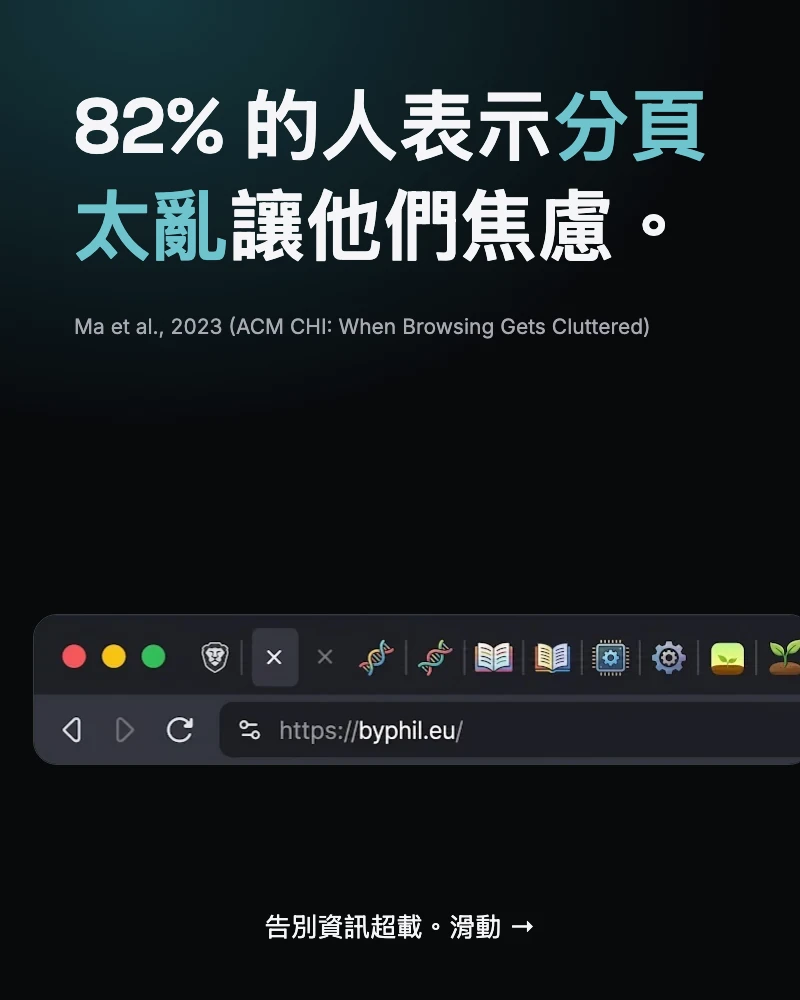 82% 的人表示分頁
太亂讓他們焦慮。
Ma et al., 2023 (ACM CHI: When Browsing Gets Cluttered)
https://byphil.eu/
告別資訊超載。滑動 →